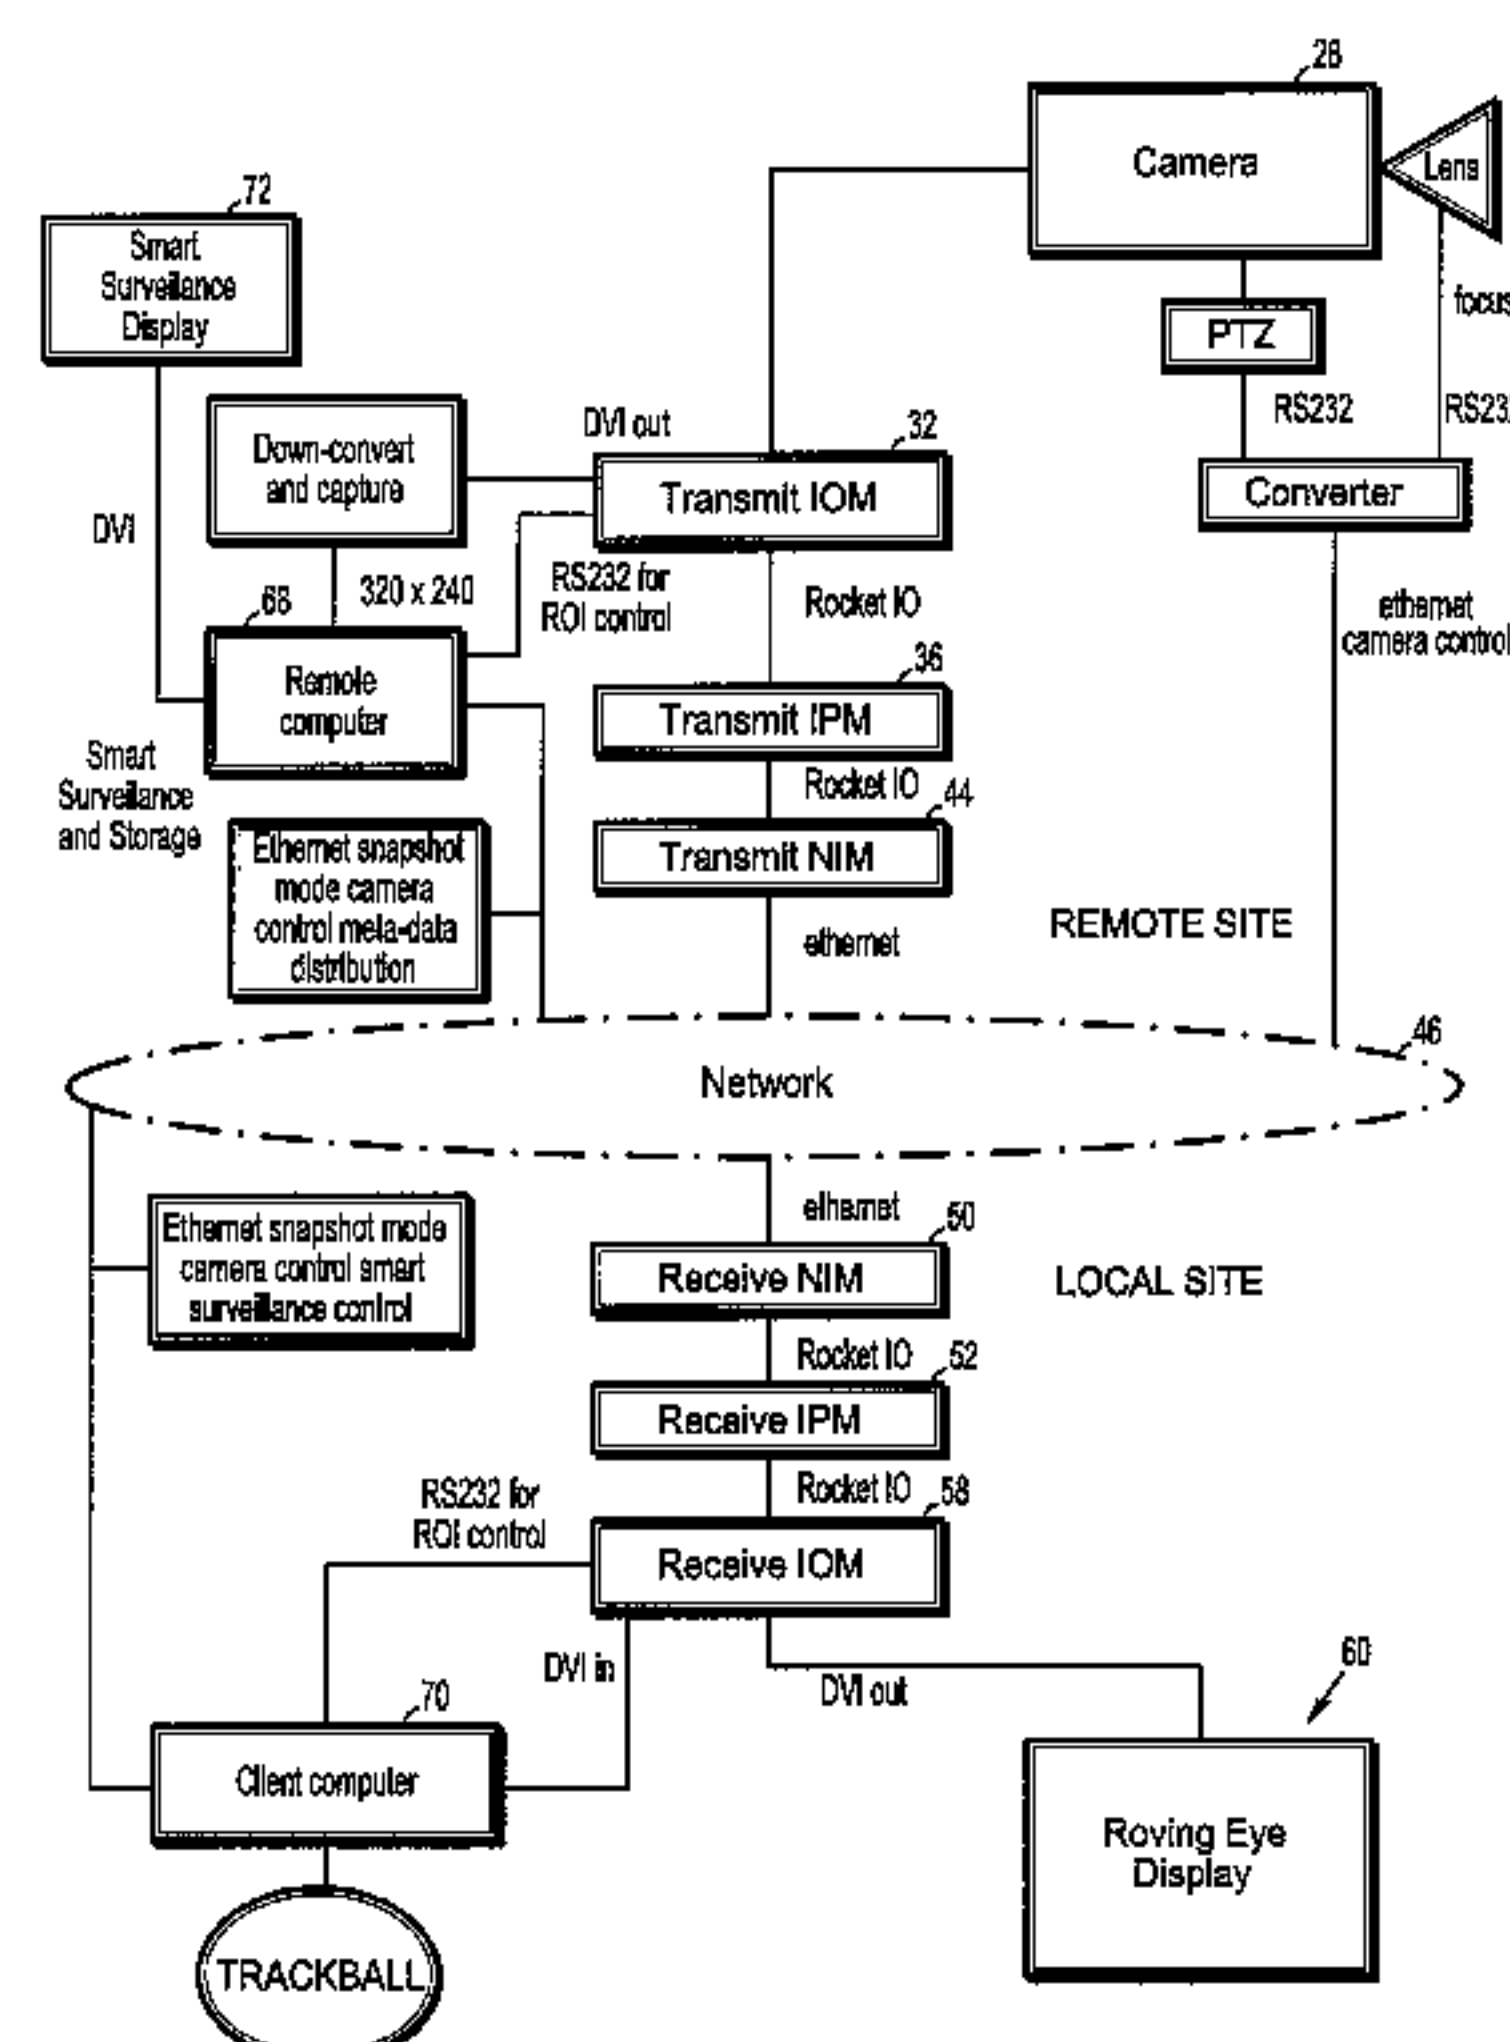 28
Camera
Lens
72
Smart
Surveillance
Display
focus
PTZ
RS232
Down-convert
and capture
DVI out
32
Transmit IOM
Converter
DVI
320 x 240
RS232 for
ROI control
Rocket IO
ethernet
camera control
68
Remote
computer
36
Transmit IPM
Smart
Surveillance
and Storage
Rocket IO
44
Transmit NIM
Ethernet snapshot
mode camera
control meta-data
distribution
ethernet
REMOTE SITE
46
Network
ethernet
50
Receive NIM
LOCAL SITE
Ethernet snapshot mode
camera control smart
surveillance control
Rocket IO
52
Receive IPM
Rocket IO
58
RS232 for
ROI control
Receive IOM
DVI in
DVI out
60
70
Client computer
Roving Eye
Display
TRACKBALL